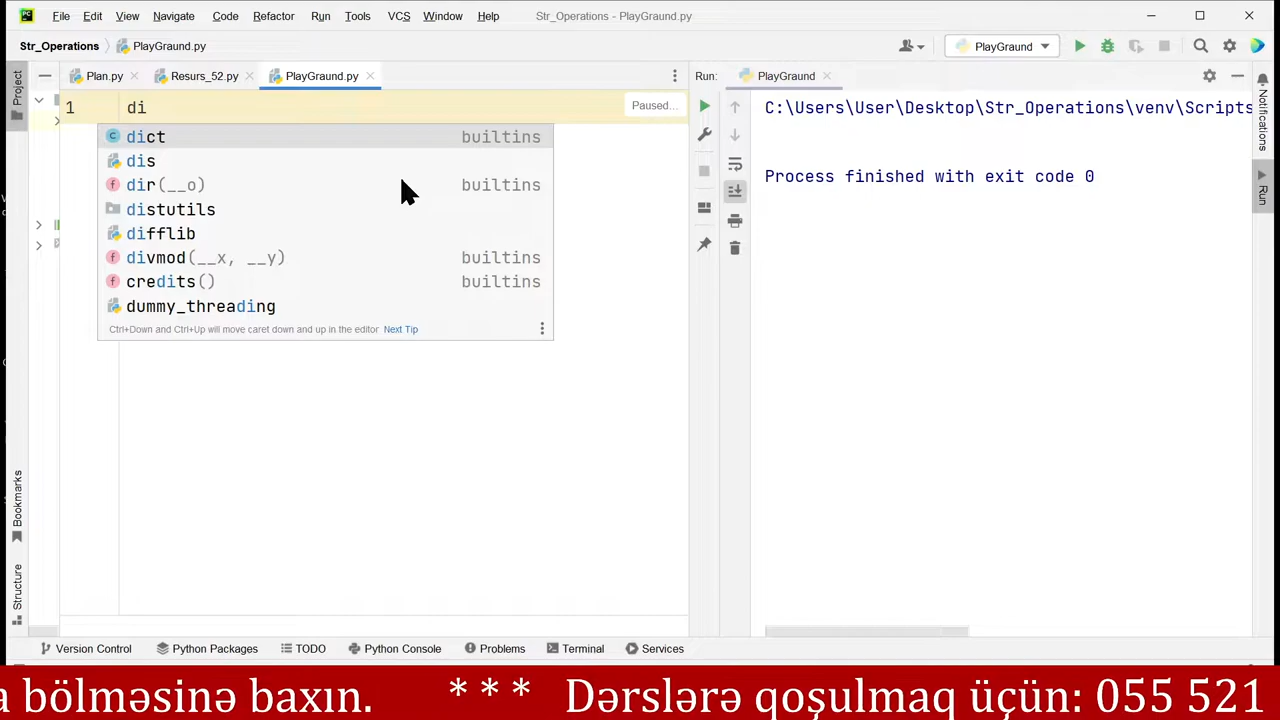 File Edit View Navigate Code Refactor Run Tools VCS Window Help Str_Operations - PlayGraund.py
Str_Operations PlayGraund.py PlayGraund
Project
Plan.py Resurs_52.py PlayGraund.py
Run: PlayGraund
Notifications
Run
1 di
Paused...
dict builtins
dis
dir(__o) builtins
distutils
difflib
divmod(__x, __y) builtins
credits() builtins
dummy_threading
Ctrl+Down and Ctrl+Up will move caret down and up in the editor Next Tip
C:\Users\User\Desktop\Str_Operations\venv\Scripts
Process finished with exit code 0
Bookmarks
Structure
Version Control Python Packages TODO Python Console Problems Terminal Services
a bölməsinə baxın. * * * Dərslərə qoşulmaq üçün: 055 521